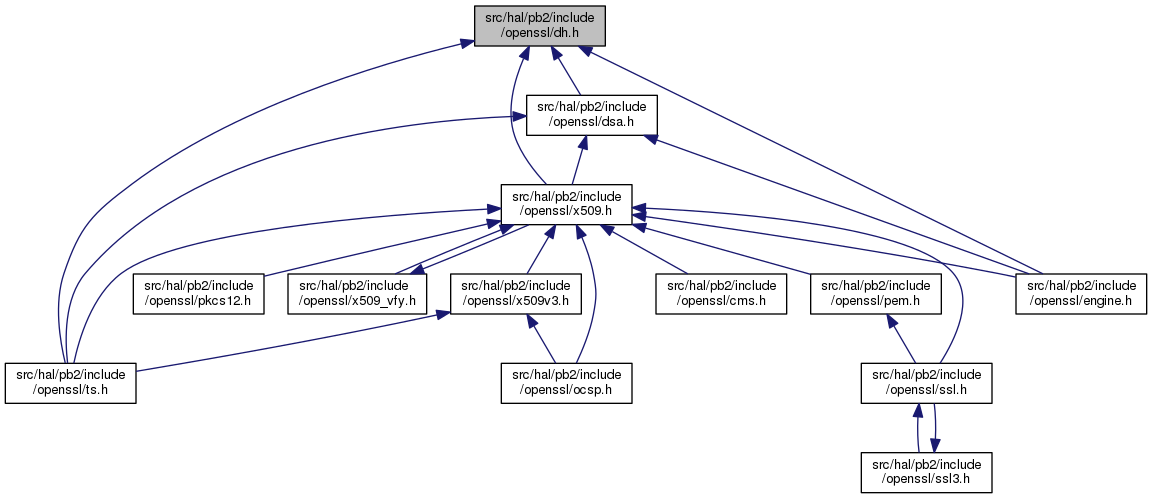 src/hal/pb2/include
/openssl/dh.h
src/hal/pb2/include
/openssl/dsa.h
src/hal/pb2/include
/openssl/x509.h
src/hal/pb2/include
/openssl/pkcs12.h
src/hal/pb2/include
/openssl/x509_vfy.h
src/hal/pb2/include
/openssl/x509v3.h
src/hal/pb2/include
/openssl/cms.h
src/hal/pb2/include
/openssl/pem.h
src/hal/pb2/include
/openssl/engine.h
src/hal/pb2/include
/openssl/ts.h
src/hal/pb2/include
/openssl/ocsp.h
src/hal/pb2/include
/openssl/ssl.h
src/hal/pb2/include
/openssl/ssl3.h